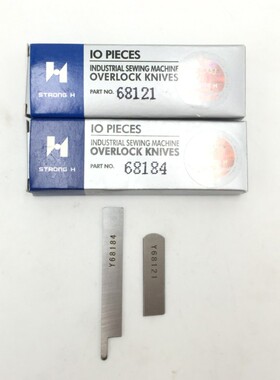 10 PIECES
INDUSTRIAL SEWING MACHINE
OVERLOCK KNIVES
STRONG H
PART NO. 68121
10 PIECES
INDUSTRIAL SEWING MACHINE
OVERLOCK KNIVES
STRONG H
PART NO. 68184
Y68184
Y68121